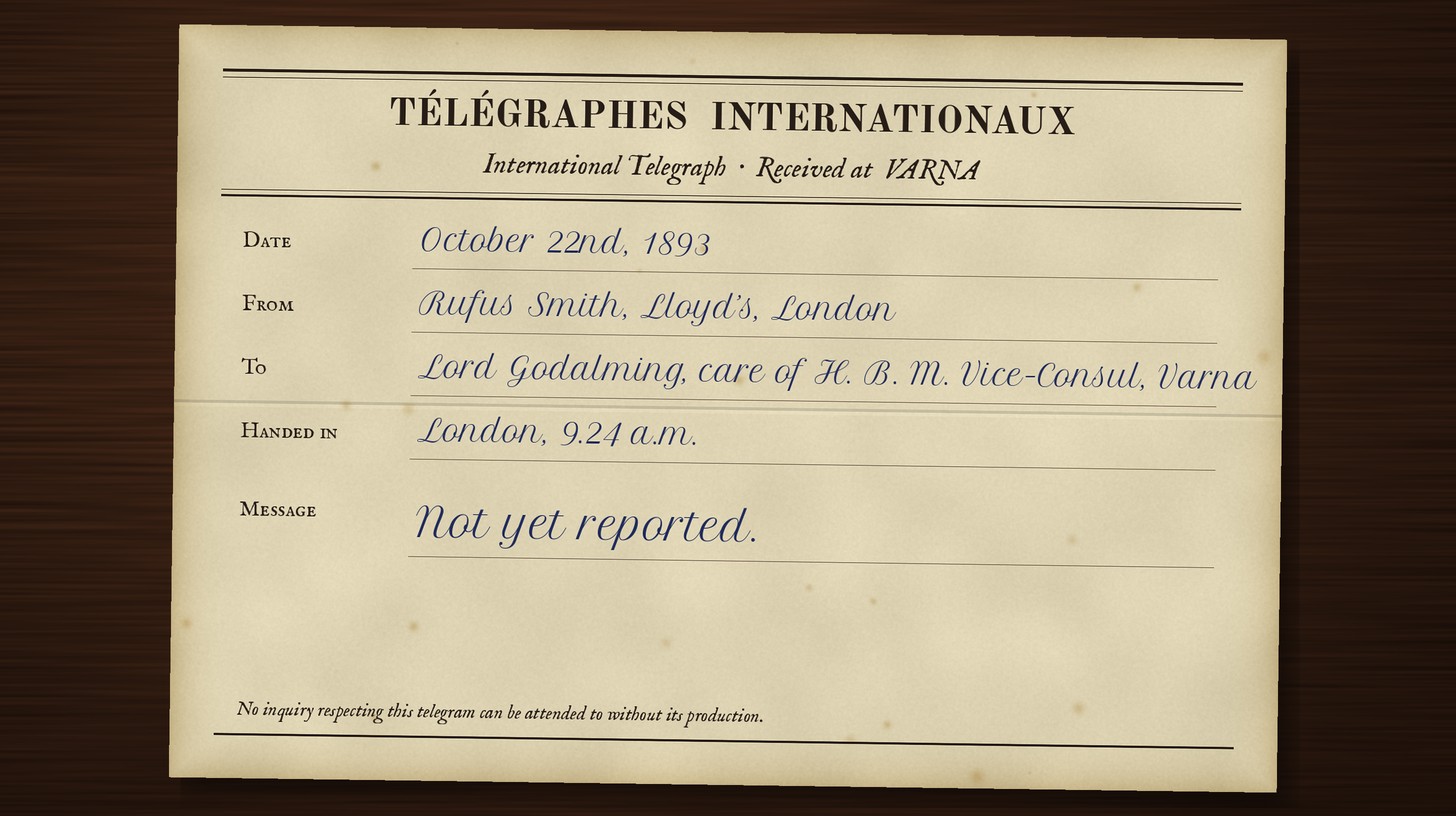 TÉLÉGRAPHES INTERNATIONAUX
International Telegraph · Received at VARNA
Date October 22nd, 1893
From Rufus Smith, Lloyd’s, London
To Lord Godalming, care of H. B. M. Vice-Consul, Varna
Handed in London, 9.24 a.m.
Message Not yet reported.
No inquiry respecting this telegram can be attended to without its production.